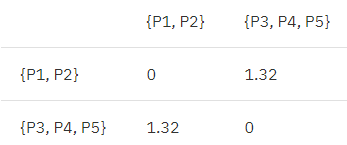 {P1, P2} {P3, P4, P5}
{P1, P2} 0 1.32
{P3, P4, P5} 1.32 0